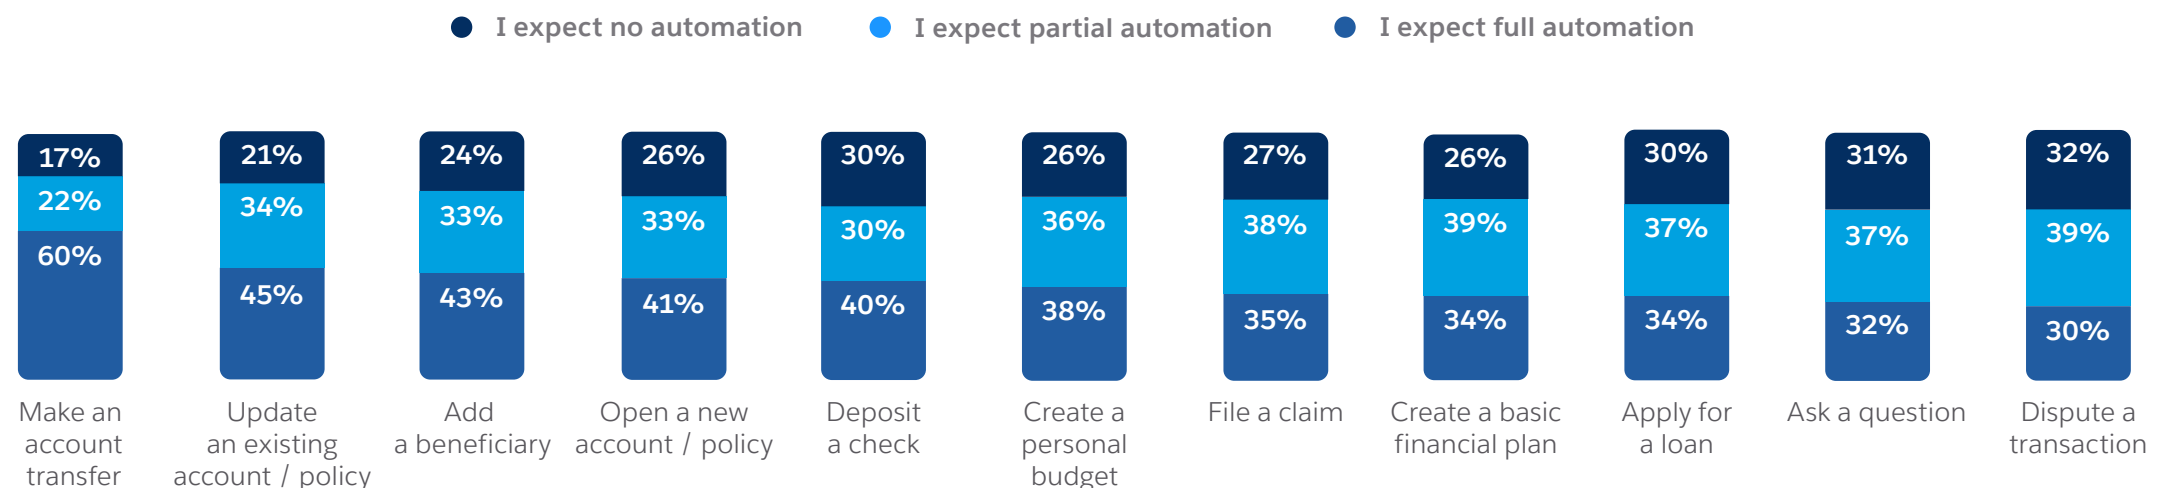 I expect no automation
I expect partial automation
I expect full automation
17%
22%
60%
Make an
account
transfer
21%
34%
45%
Update
an existing
account / policy
24%
33%
43%
Add
a beneficiary
26%
33%
41%
Open a new
account / policy
30%
30%
40%
Deposit
a check
26%
36%
38%
Create a
personal
budget
27%
38%
35%
File a claim
26%
39%
34%
Create a basic
financial plan
30%
37%
34%
Apply for
a loan
31%
37%
32%
Ask a question
32%
39%
30%
Dispute a
transaction